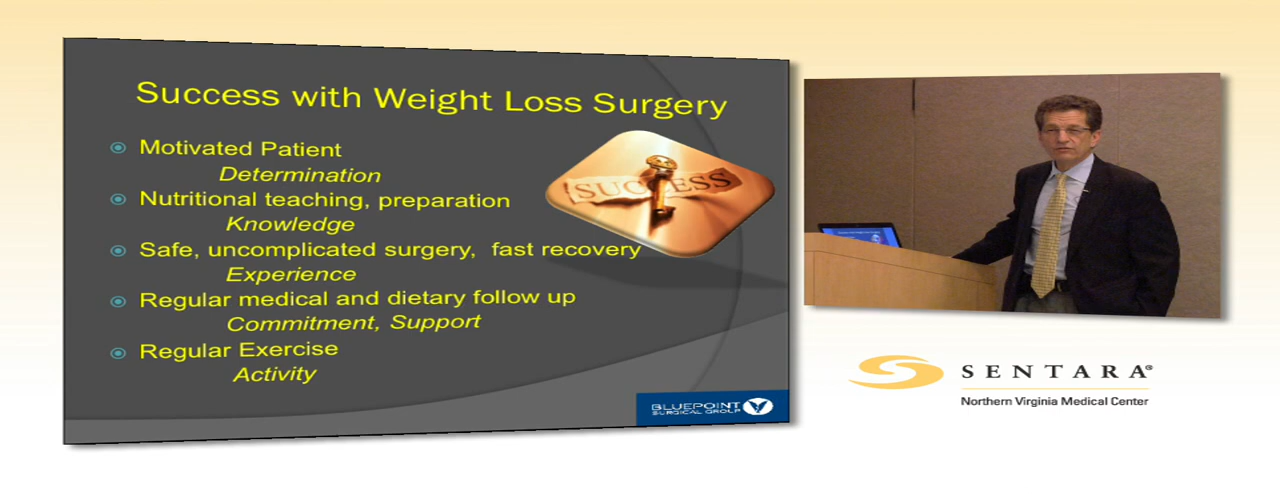 Success with Weight Loss Surgery
Motivated Patient
Determination
Nutritional teaching, preparation
Knowledge
Safe, uncomplicated surgery, fast recovery
Experience
Regular medical and dietary follow up
Commitment, Support
Regular Exercise
Activity
SUCCESS
BLUEPOINT
SURGICAL GROUP
SENTARA®
Northern Virginia Medical Center